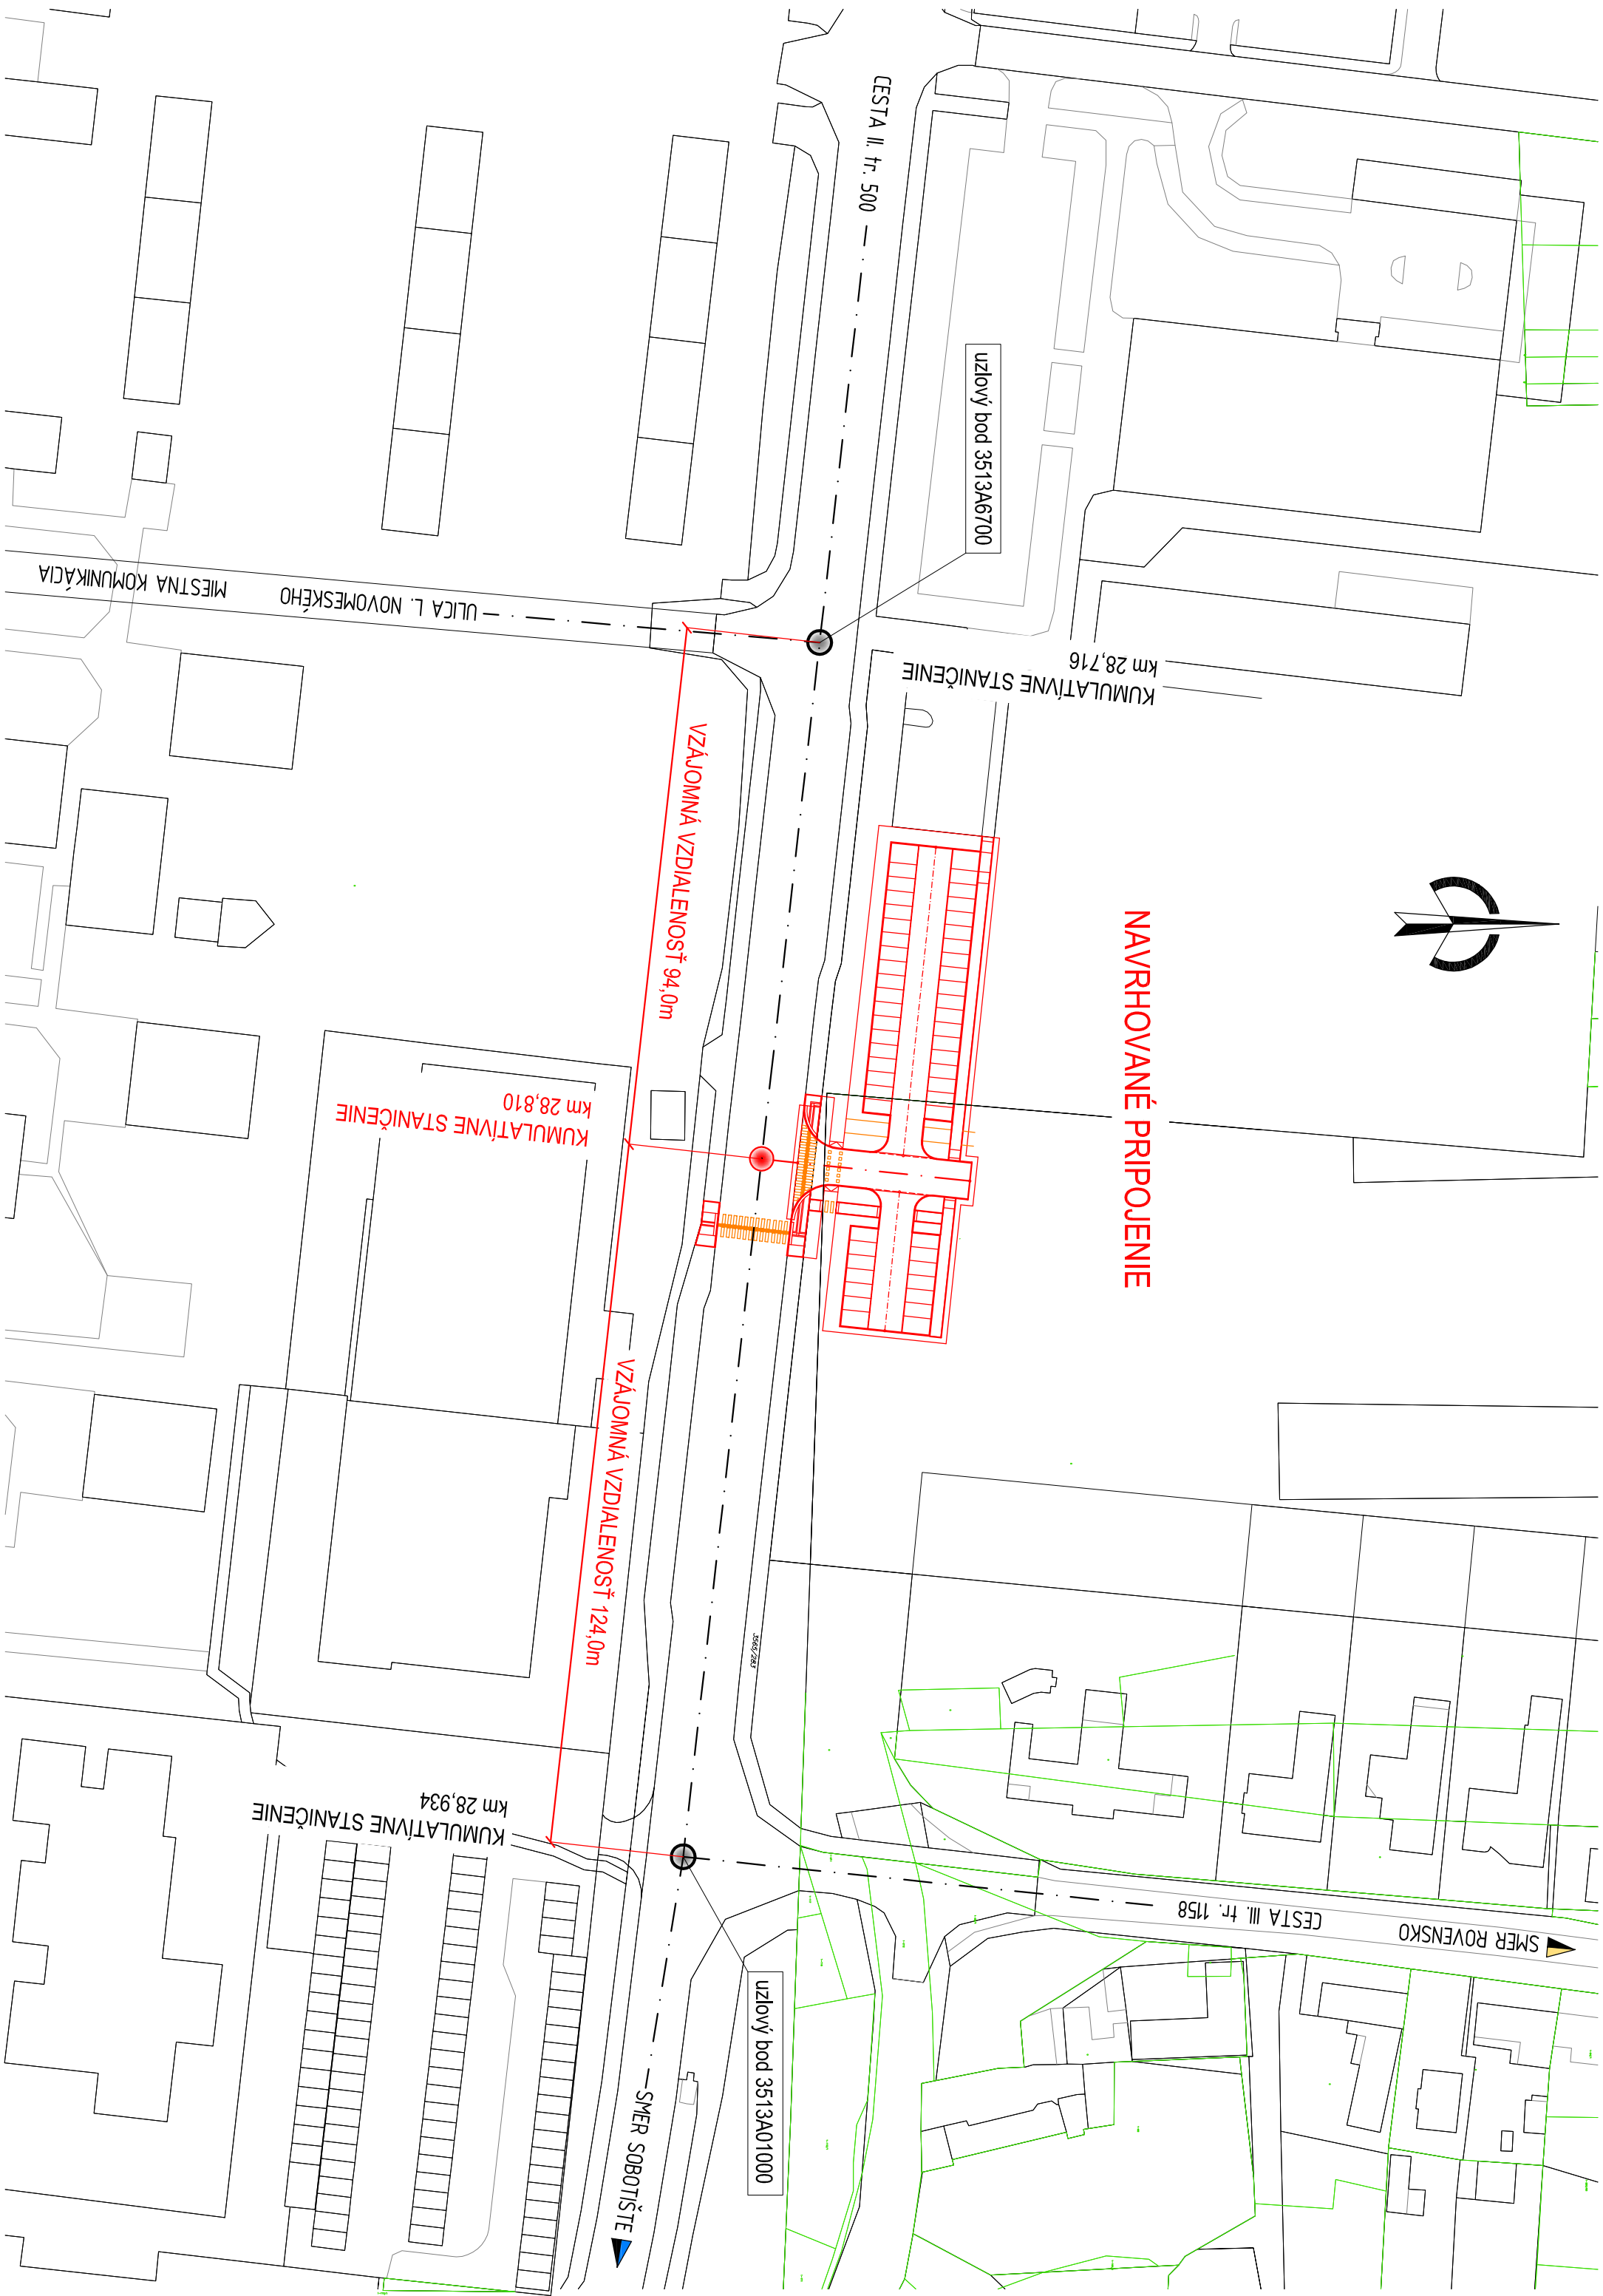 CESTA II. tr. 500
uzlový bod 3513A6700
MIESTNA KOMUNIKÁCIA
ULICA L. NOVOMESKÉHO
KUMULATÍVNE STANIČENIE
km 28,716
VZÁJOMNÁ VZDIALENOSŤ 94,0m
NAVRHOVANÉ PRIPOJENIE
KUMULATÍVNE STANIČENIE
km 28,810
VZÁJOMNÁ VZDIALENOSŤ 124,0m
3565/283
KUMULATÍVNE STANIČENIE
km 28,934
CESTA III. tr. 1158
SMER ROVENSKO
uzlový bod 3513A01000
SMER SOBOTIŠTE